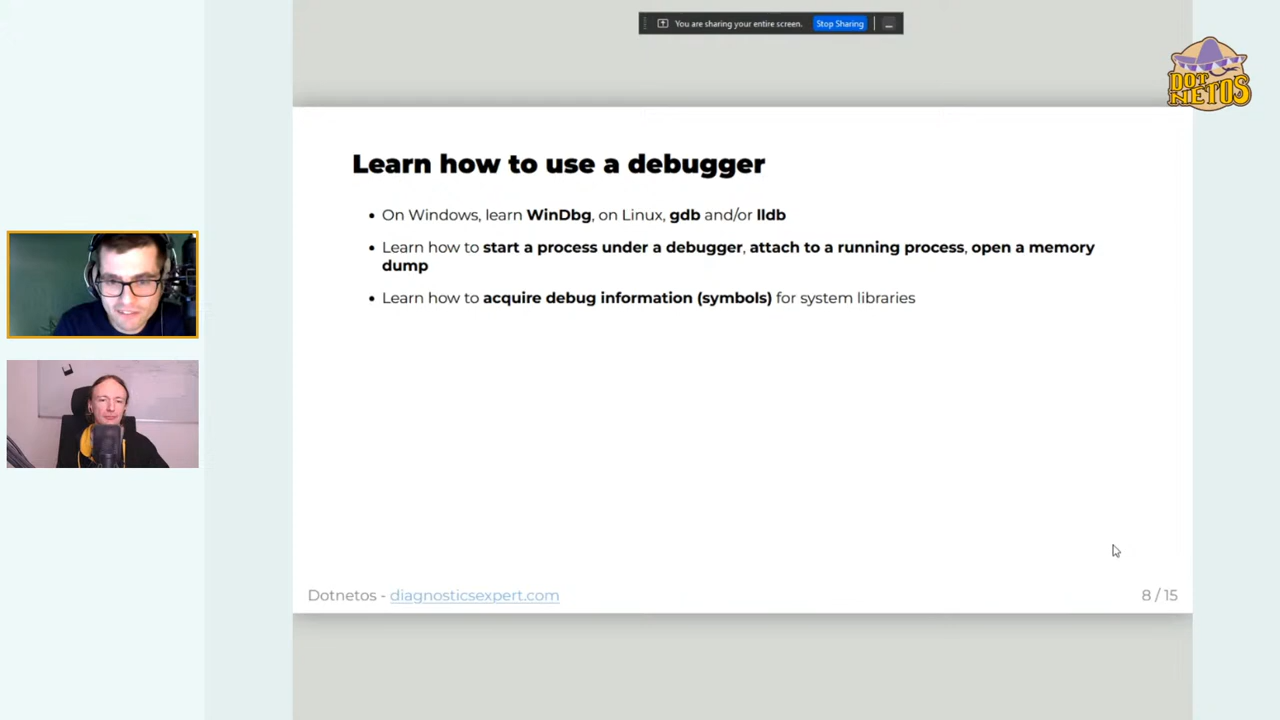 You are sharing your entire screen.
Stop Sharing
DOT
NETOS
Learn how to use a debugger
• On Windows, learn WinDbg, on Linux, gdb and/or lldb
• Learn how to start a process under a debugger, attach to a running process, open a memory
dump
• Learn how to acquire debug information (symbols) for system libraries
Dotnetos - diagnosticsexpert.com
8 / 15